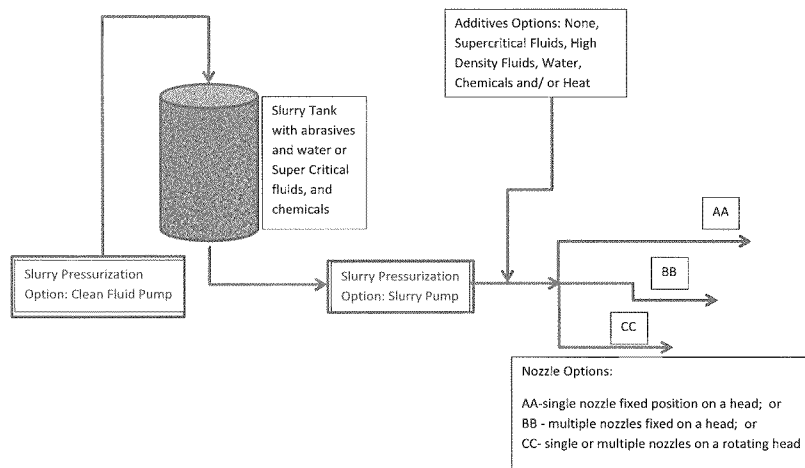 Additives Options: None,
Supercritical Fluids, High
Density Fluids, Water,
Chemicals and/ or Heat
Slurry Tank
with abrasives
and water or
Super Critical
fluids, and
chemicals
AA
BB
CC
Slurry Pressurization
Option: Clean Fluid Pump
Slurry Pressurization
Option: Slurry Pump
Nozzle Options:
AA-single nozzle fixed position on a head; or
BB - multiple nozzles fixed on a head; or
CC- single or multiple nozzles on a rotating head